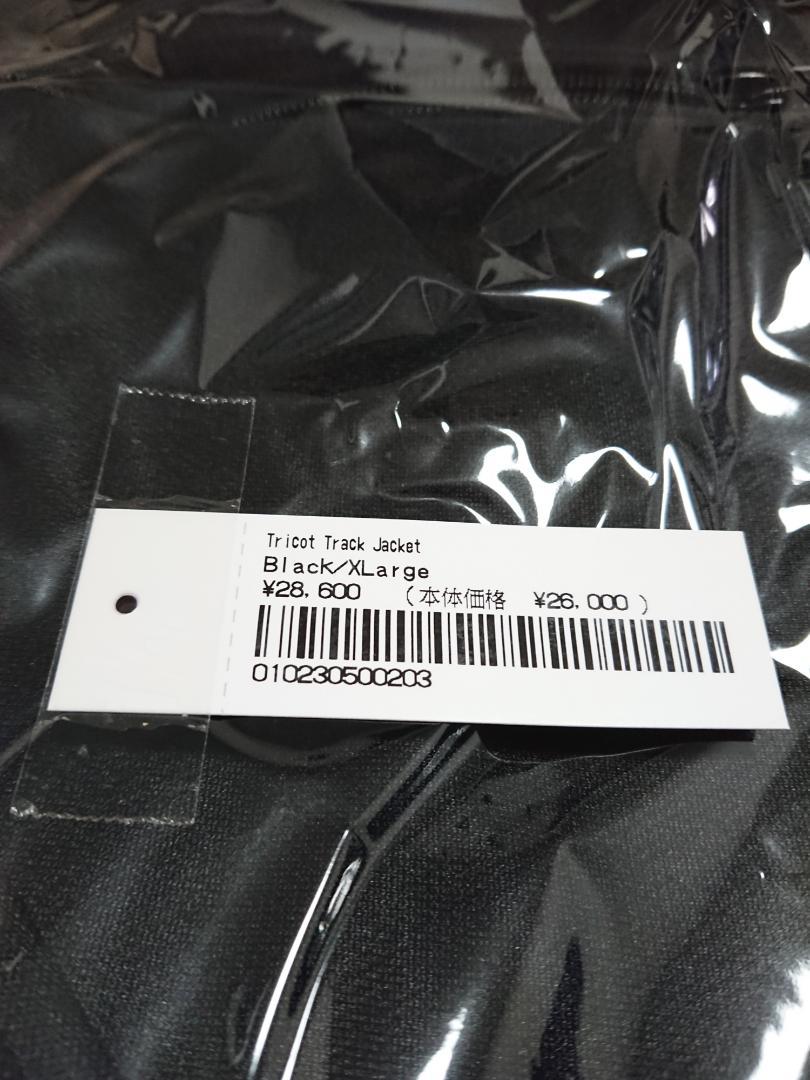 Tricot Track Jacket
Black/XLarge
¥28,600 (本体価格 ¥26,000 )
010230500203